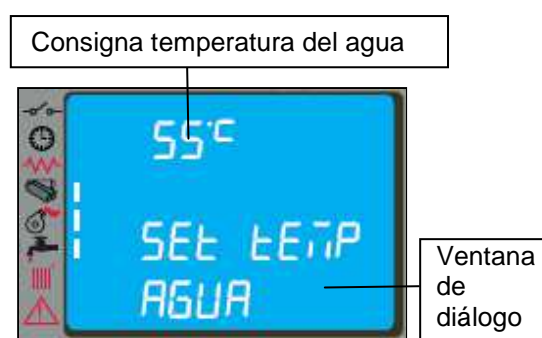 Consigna temperatura del agua
55°C
SEt tEMP
AGUA
Ventana
de
diálogo